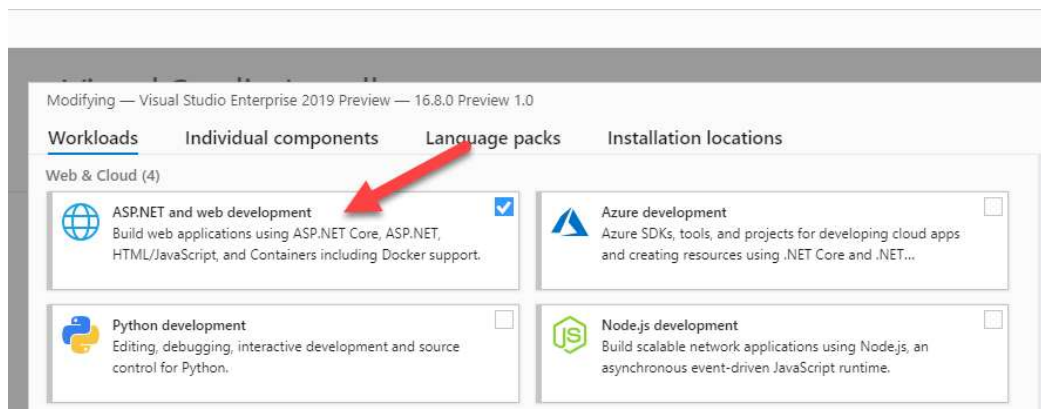 Modifying — Visual Studio Enterprise 2019 Preview — 16.8.0 Preview 1.0
Workloads Individual components Language packs Installation locations
Web & Cloud (4)
ASP.NET and web development
Build web applications using ASP.NET Core, ASP.NET,
HTML/JavaScript, and Containers including Docker support.
Azure development
Azure SDKs, tools, and projects for developing cloud apps
and creating resources using .NET Core and .NET...
Python development
Editing, debugging, interactive development and source
control for Python.
JS
Node.js development
Build scalable network applications using Node.js, an
asynchronous event-driven JavaScript runtime.